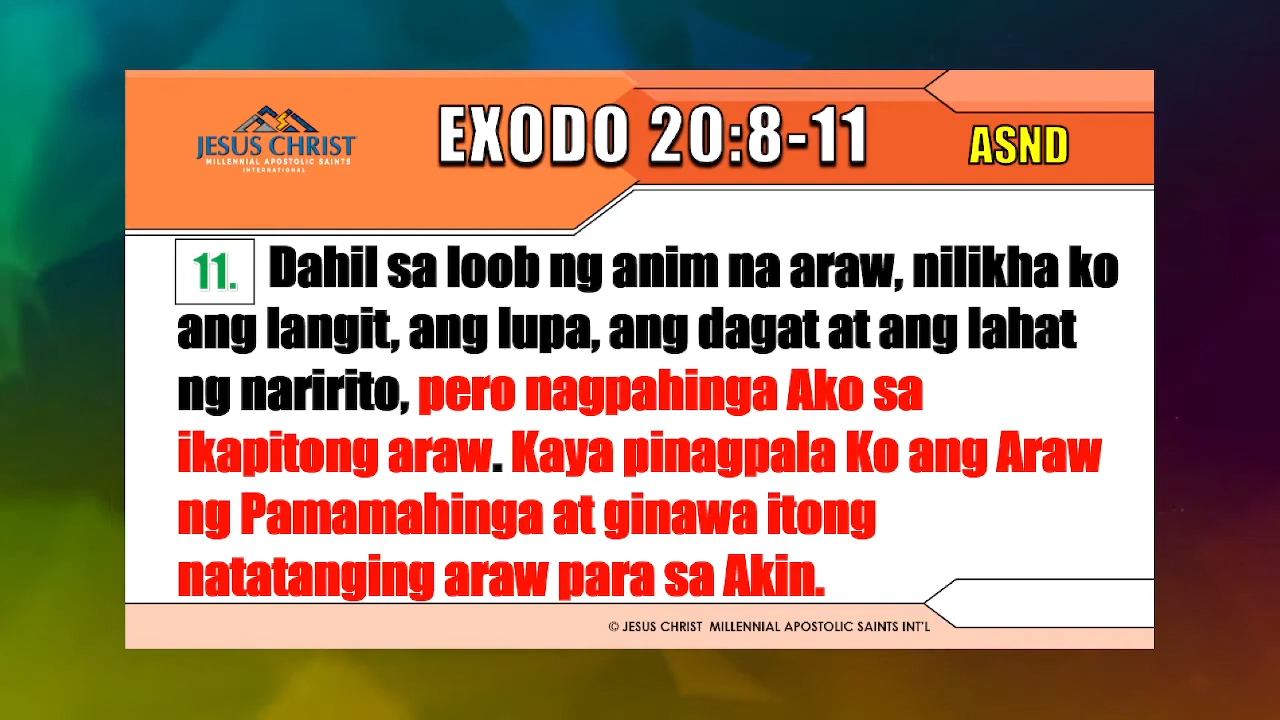 JESUS CHRIST
MILLENNIAL APOSTOLIC SAINTS
INTERNATIONAL
EXODO 20:8-11
ASND
11. Dahil sa loob ng anim na araw, nilikha ko
ang langit, ang lupa, ang dagat at ang lahat
ng naririto, pero nagpahinga Ako sa
ikapitong araw. Kaya pinagpala Ko ang Araw
ng Pamamahinga at ginawa itong
natatanging araw para sa Akin.
© JESUS CHRIST MILLENNIAL APOSTOLIC SAINTS INT'L